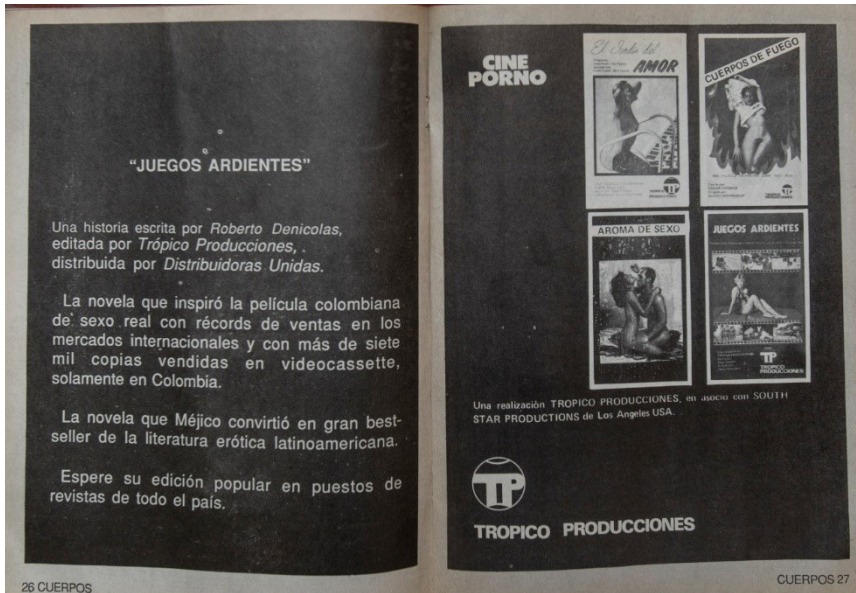 “JUEGOS ARDIENTES”
Una historia escrita por Roberto Denicolas,
editada por Trópico Producciones,
distribuida por Distribuidoras Unidas.
La novela que inspiró la película colombiana
de sexo real con récords de ventas en los
mercados internacionales y con más de siete
mil copias vendidas en videocassette,
solamente en Colombia.
La novela que Méjico convirtió en gran best-
seller de la literatura erótica latinoamericana.
Espere su edición popular en puestos de
revistas de todo el país.
26 CUERPOS
CINE
PORNO
AMOR
CUERPOS DE FUEGO
AROMA DE SEXO
JUEGOS ARDIENTES
TP
TROPICO
PRODUCCIONES
Una realización TROPICO PRODUCCIONES, en asocio con SOUTH
STAR PRODUCTIONS de Los Angeles USA.
TP
TROPICO PRODUCCIONES
CUERPOS 27